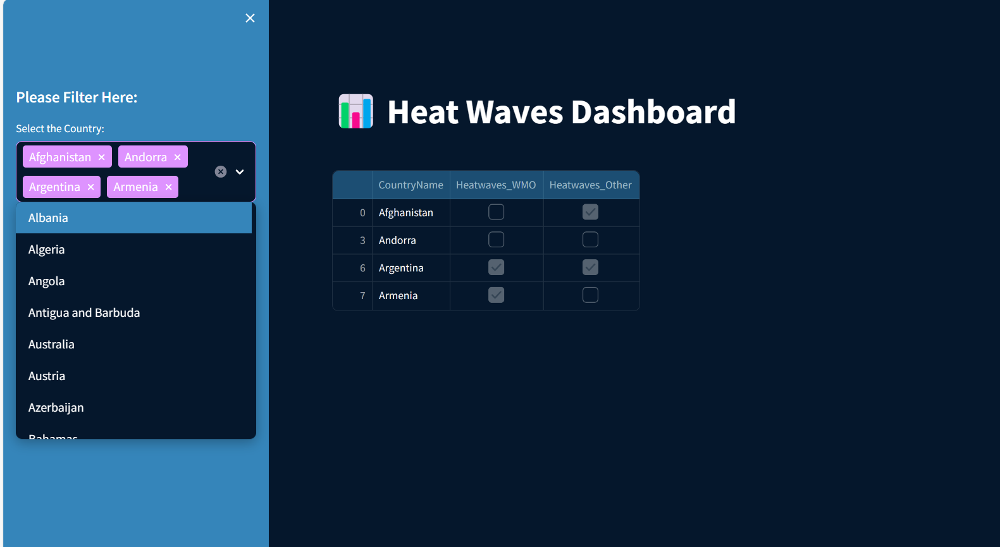 Please Filter Here:
Select the Country:
Afghanistan Andorra
Argentina Armenia
Albania
Algeria
Angola
Antigua and Barbuda
Australia
Austria
Azerbaijan
Bahamas
Heat Waves Dashboard
CountryName Heatwaves_WMO Heatwaves_Other
0 Afghanistan
3 Andorra
6 Argentina
7 Armenia